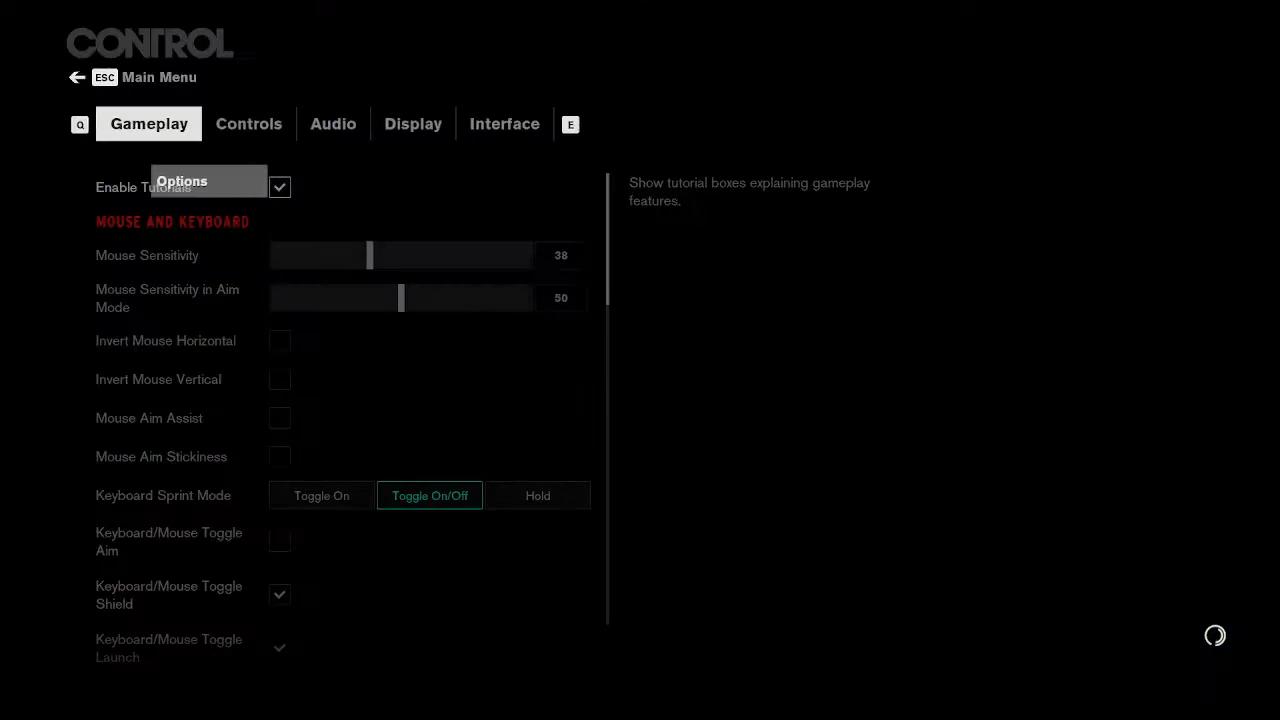 CONTROL
ESC Main Menu
Q Gameplay Controls Audio Display Interface E
Options
Enable Tutorials
Show tutorial boxes explaining gameplay
features.
MOUSE AND KEYBOARD
Mouse Sensitivity 38
Mouse Sensitivity in Aim
Mode 50
Invert Mouse Horizontal
Invert Mouse Vertical
Mouse Aim Assist
Mouse Aim Stickiness
Keyboard Sprint Mode Toggle On Toggle On/Off Hold
Keyboard/Mouse Toggle
Aim
Keyboard/Mouse Toggle
Shield
Keyboard/Mouse Toggle
Launch